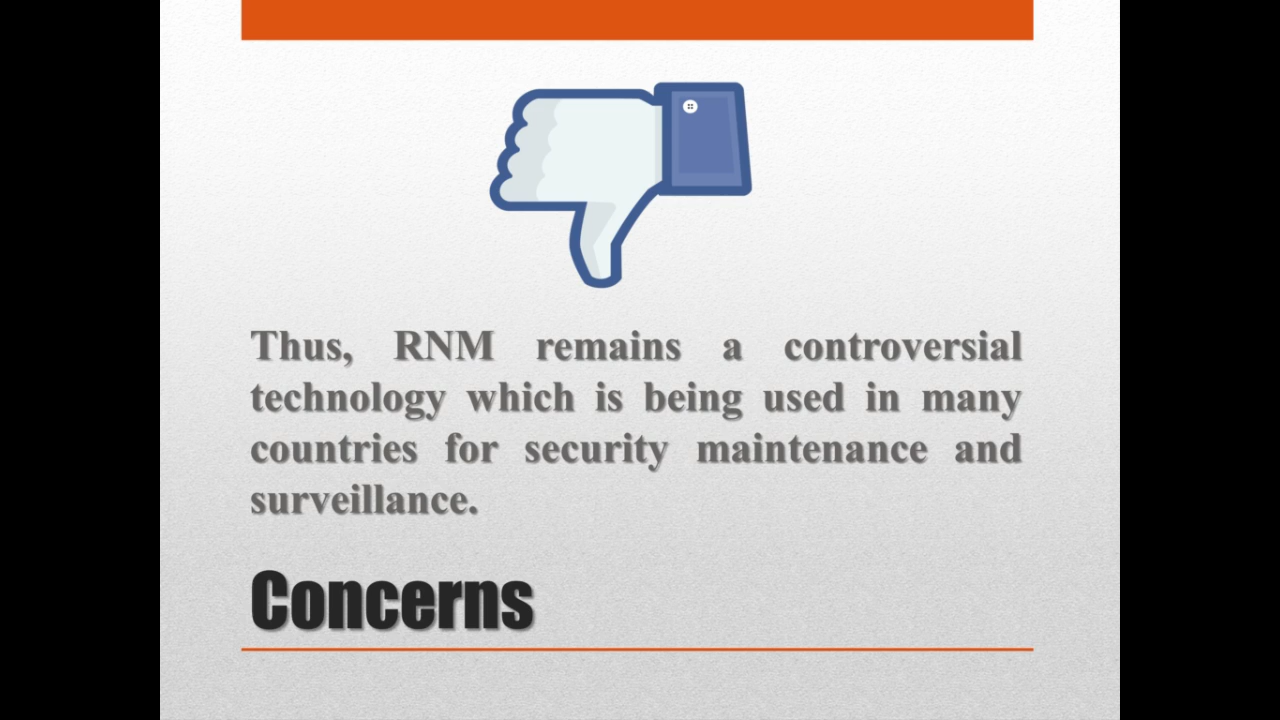 Thus, RNM remains a controversial
technology which is being used in many
countries for security maintenance and
surveillance.
Concerns